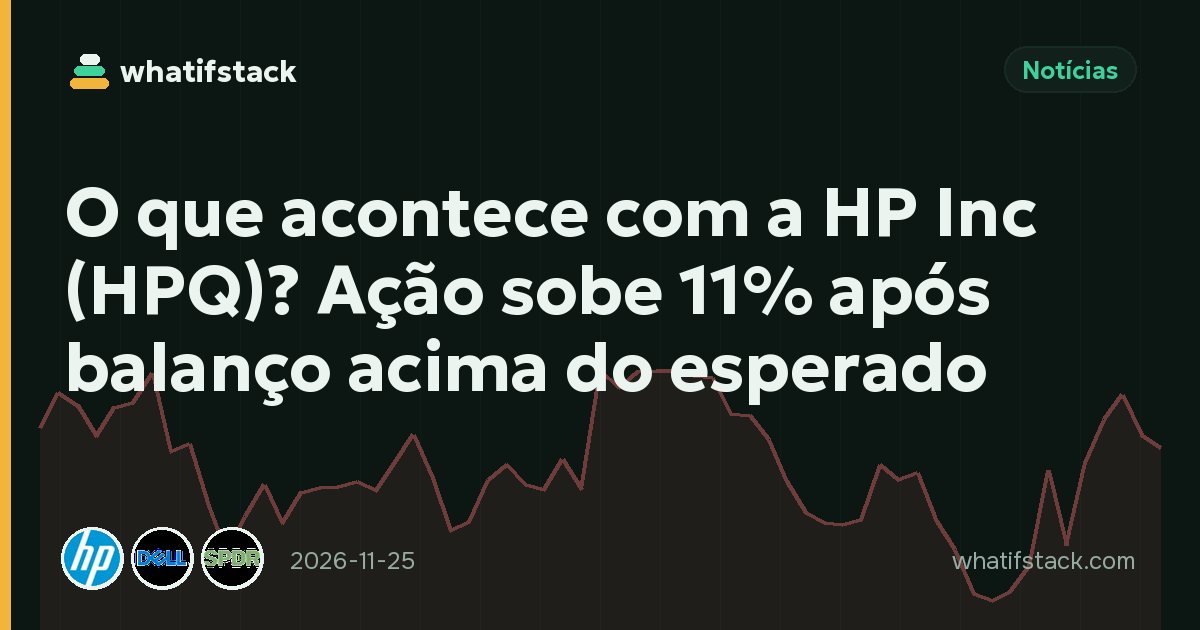 whatifstack
Notícias
O que acontece com a HP Inc
(HPQ)? Ação sobe 11% após
balanço acima do esperado
hp
DELL
SPDR
2026-11-25
whatifstack.com